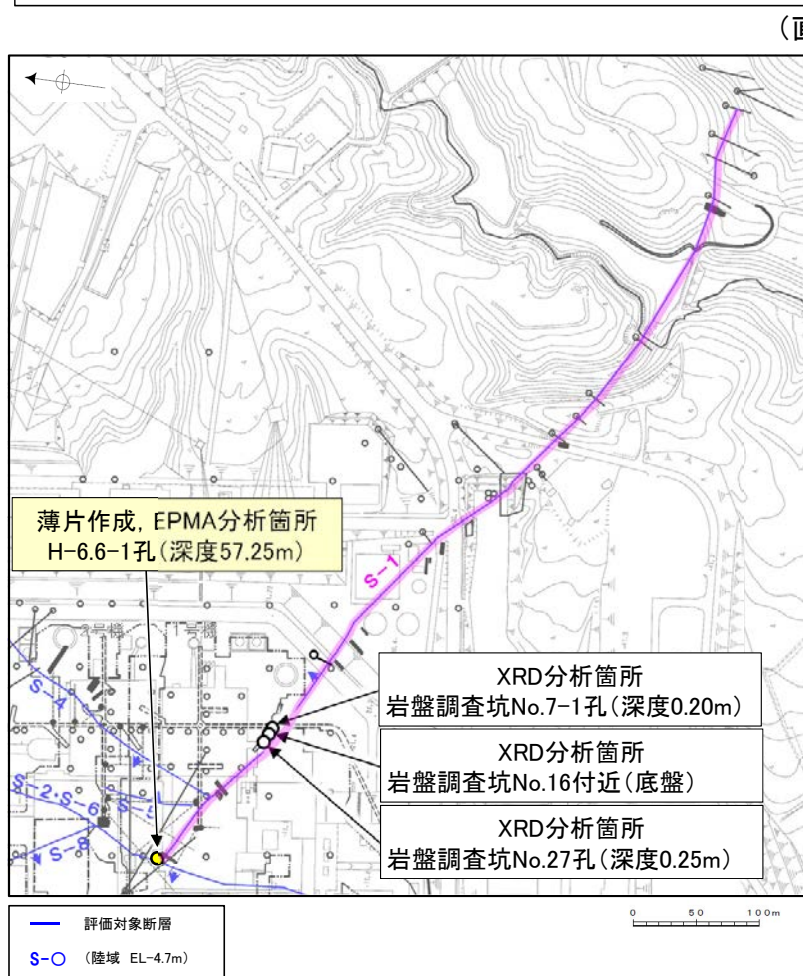 (直
薄片作成，EPMA分析箇所
H-6.6-1孔(深度57.25m)
S-1
XRD分析箇所
岩盤調査坑No.7-1孔(深度0.20m)
XRD分析箇所
岩盤調査坑No.16付近(底盤)
XRD分析箇所
岩盤調査坑No.27孔(深度0.25m)
S-4
S-2・S-6
S-8
評価対象断層
S-○ (陸域 EL-4.7m)
0 50 100m